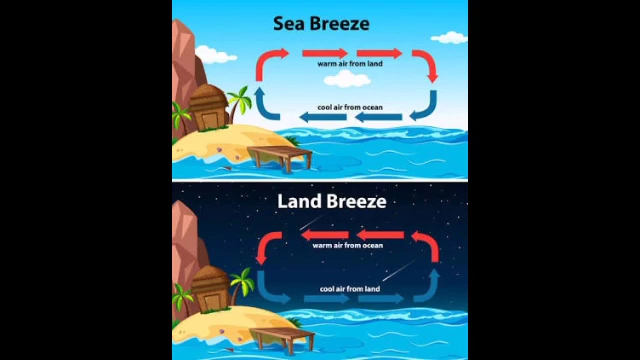 Sea Breeze
warm air from land
cool air from ocean
Land Breeze
warm air from ocean
cool air from land